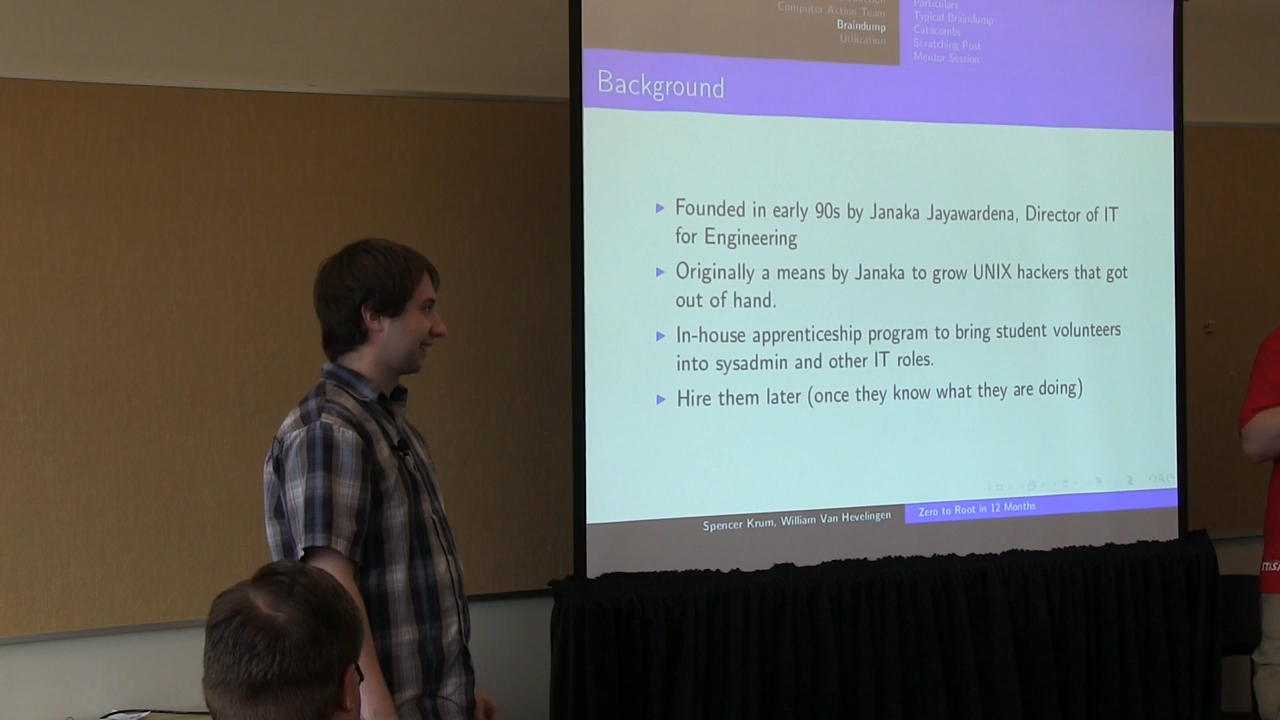 Computer Action Team
Braindump
Utilization
Particulars
Typical Braindump
Catacombs
Scratching Post
Mentor Session
Background
Founded in early 90s by Janaka Jayawardena, Director of IT
for Engineering
Originally a means by Janaka to grow UNIX hackers that got
out of hand.
In-house apprenticeship program to bring student volunteers
into sysadmin and other IT roles.
Hire them later (once they know what they are doing)
Spencer Krum, William Van Hevelingen
Zero to Root in 12 Months